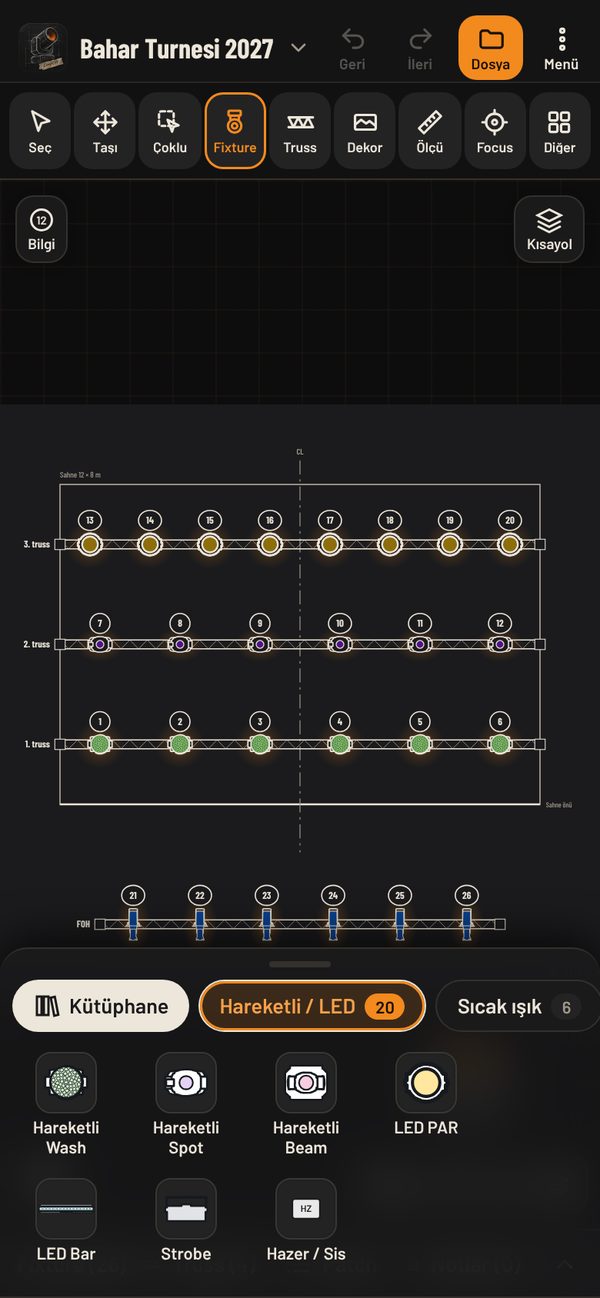 Bahar Turnesi 2027
Geri
İleri
Dosya
Menü
Seç
Taşı
Çoklu
Fixture
Truss
Dekor
Ölçü
Focus
Diğer
12
Bilgi
Kısayol
CL
Sahne 12 × 8 m
13 14 15 16 17 18 19 20
3. truss
7 8 9 10 11 12
2. truss
1 2 3 4 5 6
1. truss
Sahne önü
21 22 23 24 25 26
FOH
Kütüphane
Hareketli / LED 20
Sıcak ışık 6
Hareketli Wash
Hareketli Spot
Hareketli Beam
LED PAR
LED Bar
Strobe
HZ
Hazer / Sis